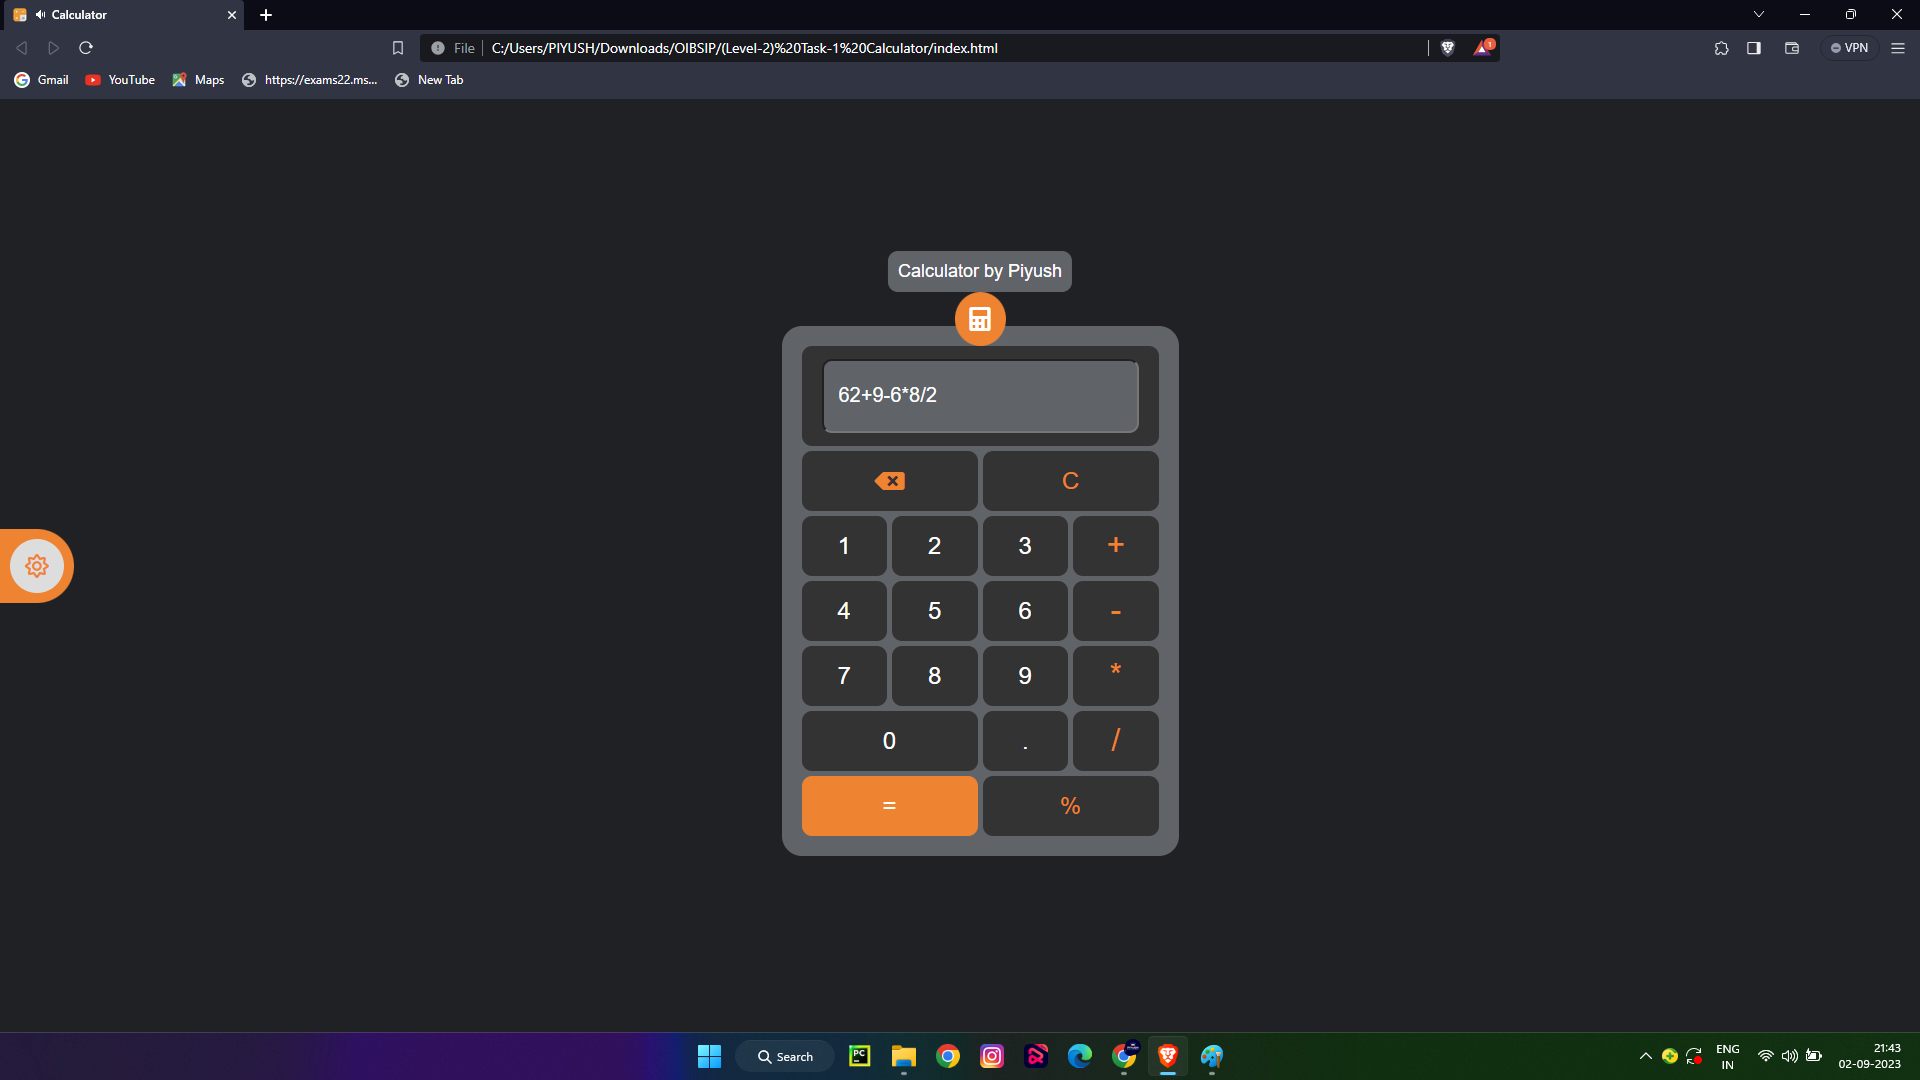 Calculator
File
C:/Users/PIYUSH/Downloads/OIBSIP/(Level-2)%20Task-1%20Calculator/index.html
1
VPN
Gmail
YouTube
Maps
https://exams22.ms...
New Tab
Calculator by Piyush
62+9-6*8/2
C
1 2 3 +
4 5 6 -
7 8 9 *
0 . /
= %
Search
PC
ENG
IN
21:43
02-09-2023